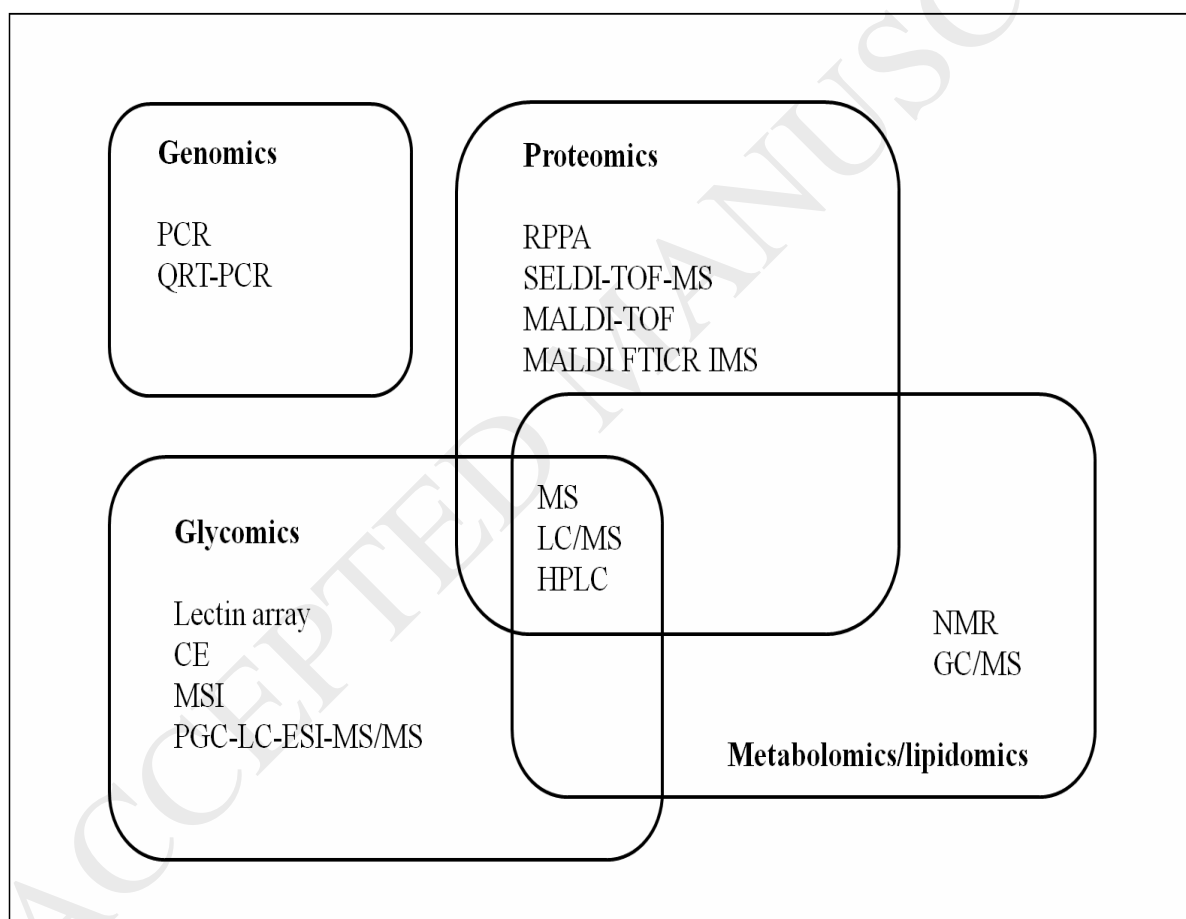 Genomics
PCR
QRT-PCR
Proteomics
RPPA
SELDI-TOF-MS
MALDI-TOF
MALDI FTICR IMS
MS
LC/MS
HPLC
Glycomics
Lectin array
CE
MSI
PGC-LC-ESI-MS/MS
NMR
GC/MS
Metabolomics/lipidomics
ACCEPTED MANUSC